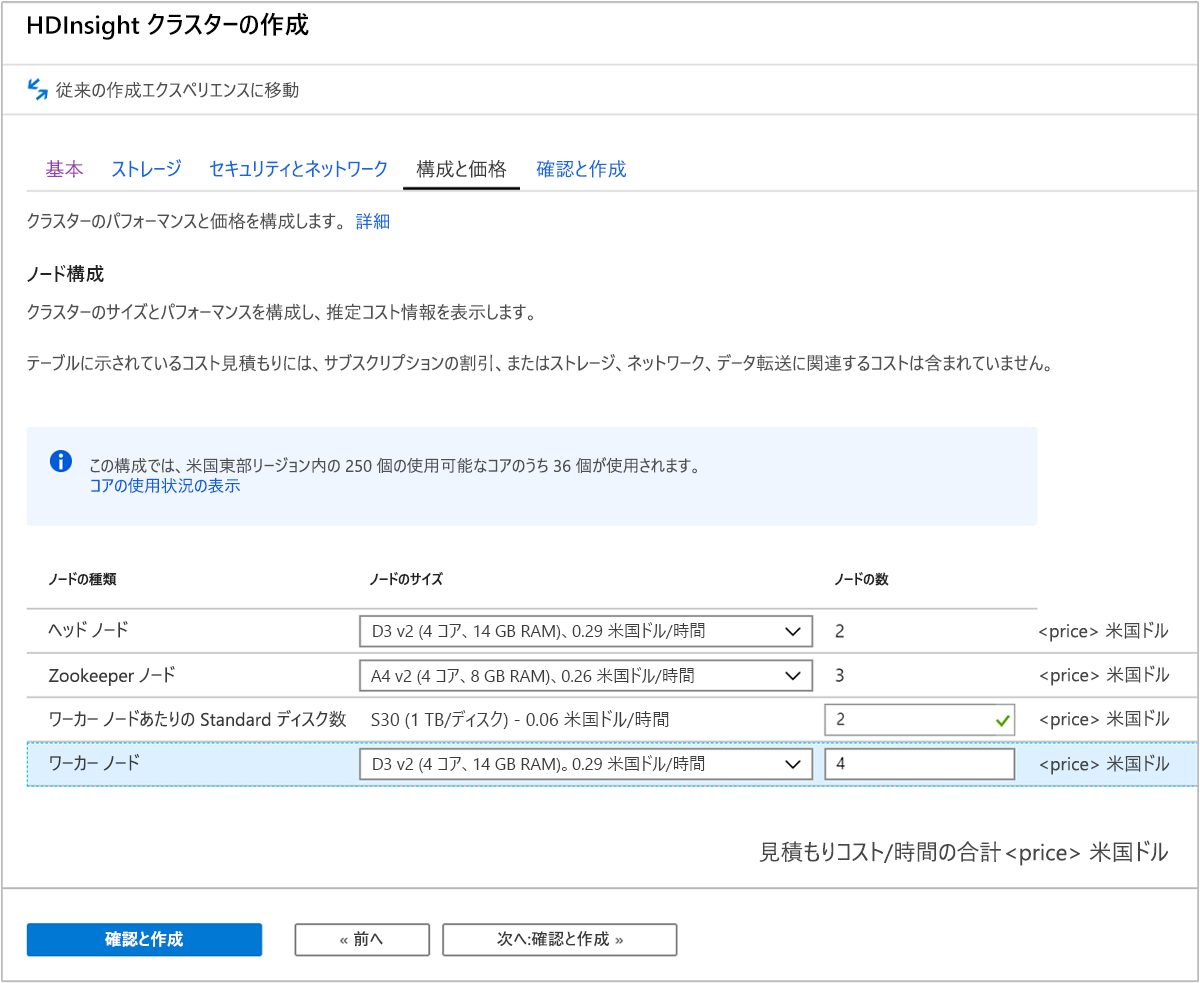 HDInsight クラスターの作成
従来の作成エクスペリエンスに移動
基本 ストレージ セキュリティとネットワーク 構成と価格 確認と作成
クラスターのパフォーマンスと価格を構成します。 詳細
ノード構成
クラスターのサイズとパフォーマンスを構成し、推定コスト情報を表示します。
テーブルに示されているコスト見積もりには、サブスクリプションの割引、またはストレージ、ネットワーク、データ転送に関連するコストは含まれていません。
この構成では、米国東部リージョン内の 250 個の使用可能なコアのうち 36 個が使用されます。
コアの使用状況の表示
ノードの種類 ノードのサイズ ノードの数
ヘッド ノード D3 v2 (4 コア、14 GB RAM)、0.29 米国ドル/時間 2 <price> 米国ドル
Zookeeper ノード A4 v2 (4 コア、8 GB RAM)、0.26 米国ドル/時間 3 <price> 米国ドル
ワーカー ノードあたりの Standard ディスク数 S30 (1 TB/ディスク) - 0.06 米国ドル/時間 2 <price> 米国ドル
ワーカー ノード D3 v2 (4 コア、14 GB RAM)。0.29 米国ドル/時間 4 <price> 米国ドル
見積もりコスト/時間の合計<price> 米国ドル
確認と作成 « 前へ 次へ:確認と作成 »